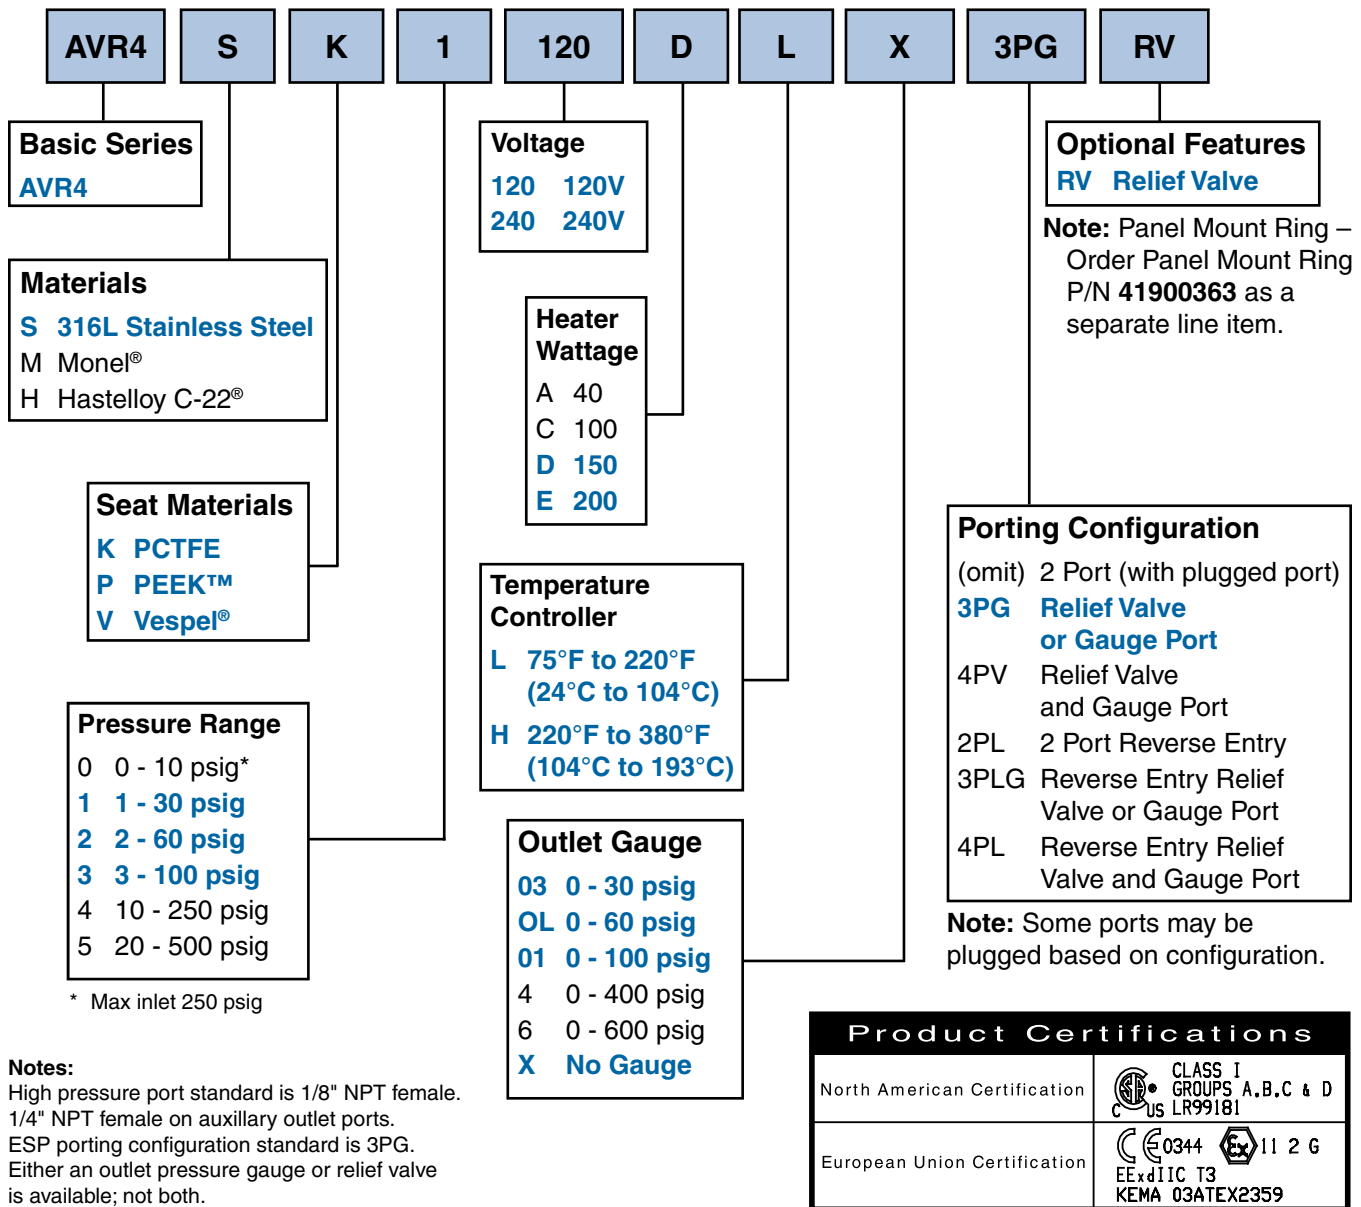 AVR4 S K 1 120 D L X 3PG RV
Basic Series
AVR4
Materials
S 316L Stainless Steel
M Monel®
H Hastelloy C-22®
Seat Materials
K PCTFE
P PEEK™
V Vespel®
Pressure Range
0 0 - 10 psig*
1 1 - 30 psig
2 2 - 60 psig
3 3 - 100 psig
4 10 - 250 psig
5 20 - 500 psig
* Max inlet 250 psig
Voltage
120 120V
240 240V
Heater
Wattage
A 40
C 100
D 150
E 200
Temperature
Controller
L 75°F to 220°F
(24°C to 104°C)
H 220°F to 380°F
(104°C to 193°C)
Outlet Gauge
03 0 - 30 psig
OL 0 - 60 psig
01 0 - 100 psig
4 0 - 400 psig
6 0 - 600 psig
X No Gauge
Optional Features
RV Relief Valve
Note: Panel Mount Ring –
Order Panel Mount Ring
P/N 41900363 as a
separate line item.
Porting Configuration
(omit) 2 Port (with plugged port)
3PG Relief Valve
or Gauge Port
4PV Relief Valve
and Gauge Port
2PL 2 Port Reverse Entry
3PLG Reverse Entry Relief
Valve or Gauge Port
4PL Reverse Entry Relief
Valve and Gauge Port
Note: Some ports may be
plugged based on configuration.
Notes:
High pressure port standard is 1/8" NPT female.
1/4" NPT female on auxillary outlet ports.
ESP porting configuration standard is 3PG.
Either an outlet pressure gauge or relief valve
is available; not both.
Product Certifications
North American Certification
C US
CLASS I
GROUPS A,B,C & D
LR99181
European Union Certification
CE 0344 Ex II 2 G
EExdIIC T3
KEMA 03ATEX2359